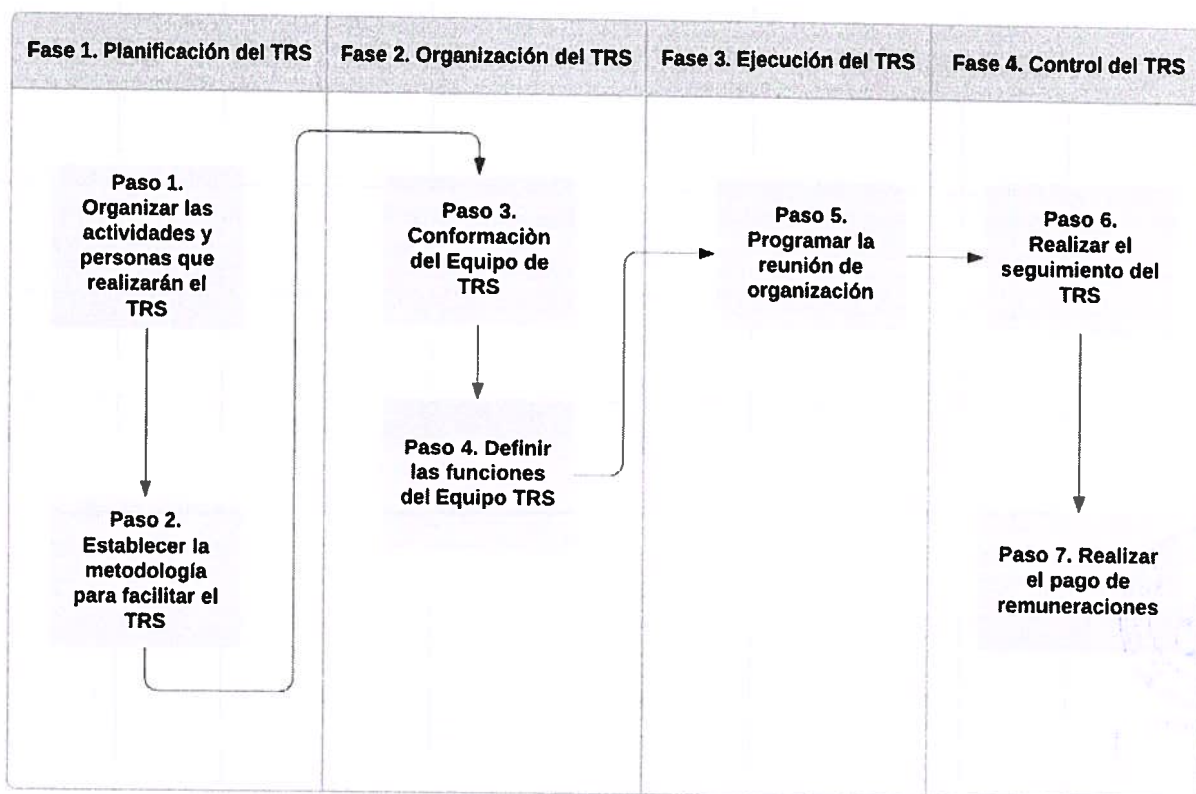 Fase 1. Planificación del TRS
Fase 2. Organización del TRS
Fase 3. Ejecución del TRS
Fase 4. Control del TRS
Paso 1.
Organizar las
actividades y
personas que
realizarán el
TRS
Paso 2.
Establecer la
metodología
para facilitar el
TRS
Paso 3.
Conformaciòn
del Equipo de
TRS
Paso 4. Definir
las funciones
del Equipo TRS
Paso 5.
Programar la
reunión de
organización
Paso 6.
Realizar el
seguimiento del
TRS
Paso 7. Realizar
el pago de
remuneraciones